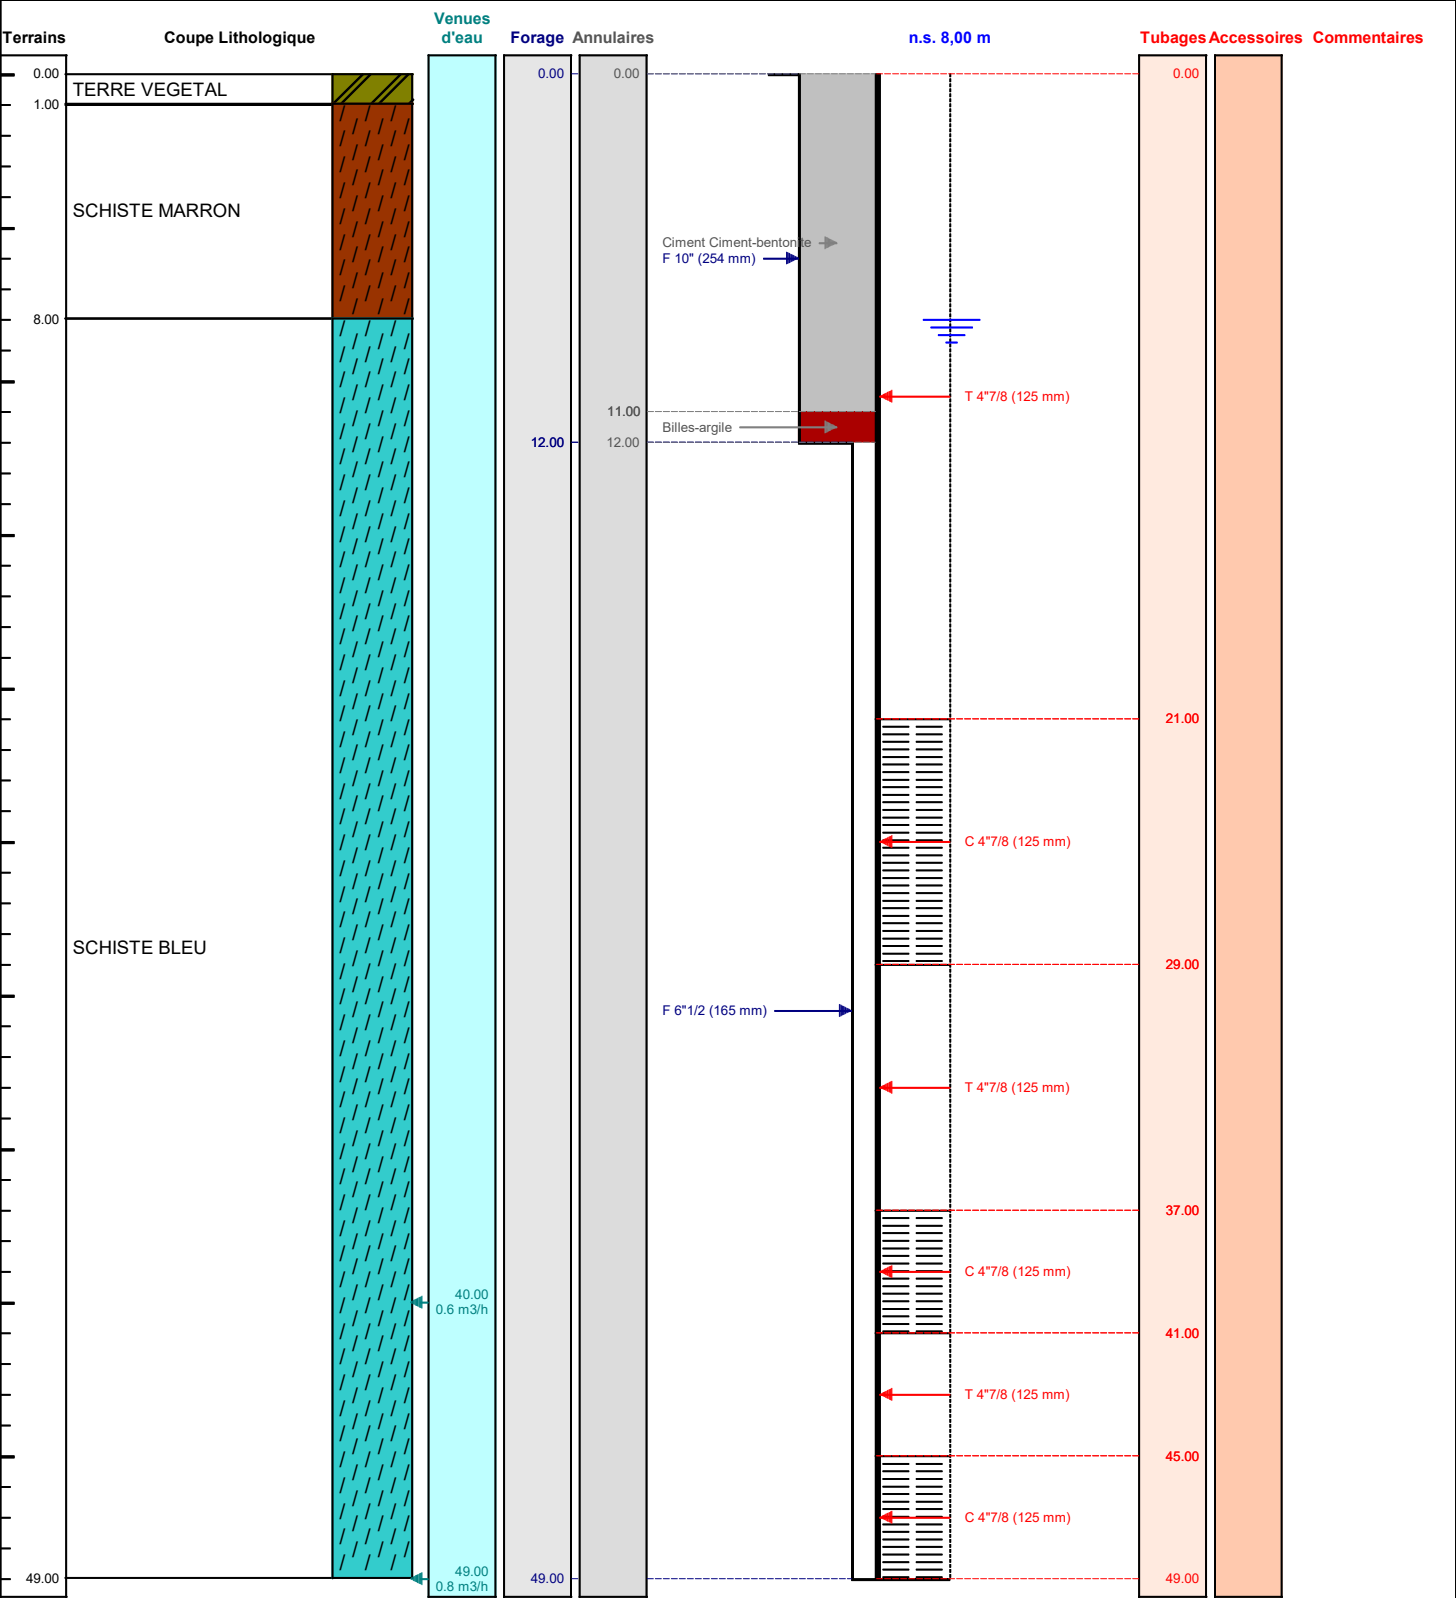 Terrains
Coupe Lithologique
Venues
d'eau
Forage
Annulaires
n.s. 8,00 m
Tubages
Accessoires
Commentaires
0.00
TERRE VEGETAL
0.00
0.00
0.00
1.00
SCHISTE MARRON
Ciment Ciment-bentonite
F 10" (254 mm)
8.00
T 4"7/8 (125 mm)
11.00
Billes-argile
12.00
12.00
21.00
C 4"7/8 (125 mm)
SCHISTE BLEU
29.00
F 6"1/2 (165 mm)
T 4"7/8 (125 mm)
37.00
C 4"7/8 (125 mm)
40.00
0.6 m3/h
41.00
T 4"7/8 (125 mm)
45.00
C 4"7/8 (125 mm)
49.00
49.00
0.8 m3/h
49.00
49.00